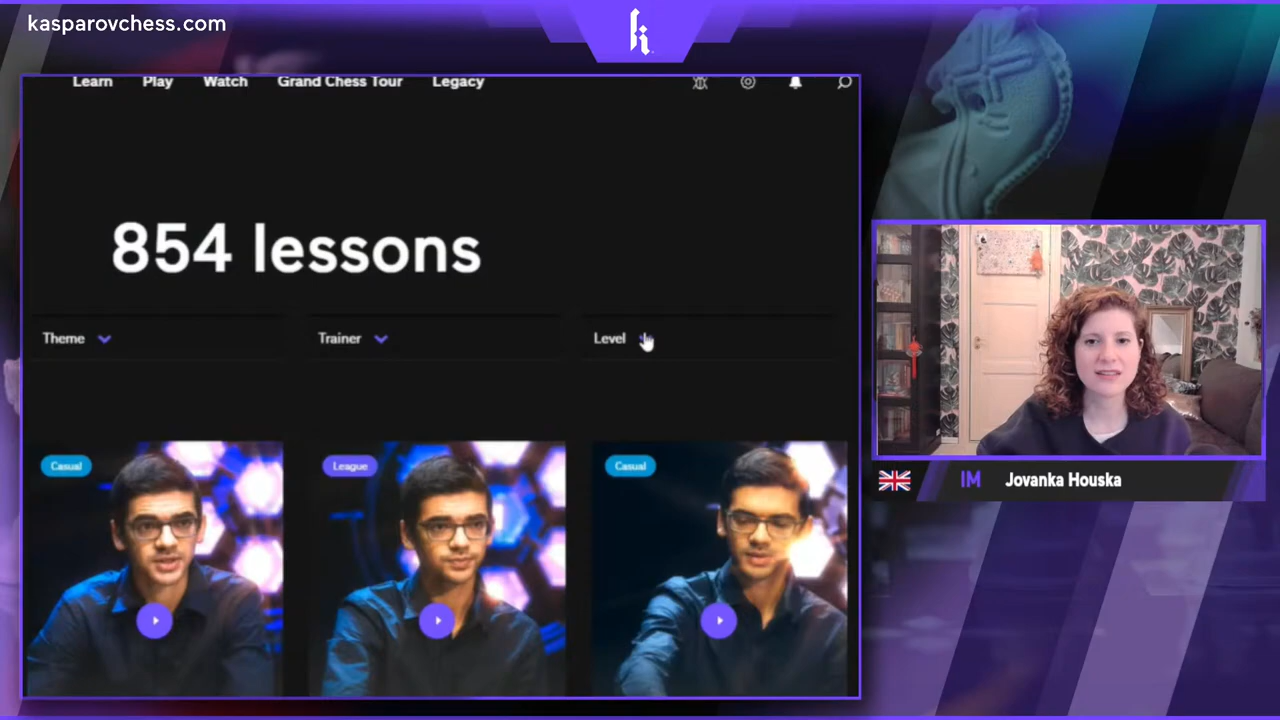 kasparovchess.com
Learn Play Watch Grand Chess Tour Legacy
854 lessons
Theme Trainer Level
Casual League Casual
IM Jovanka Houska